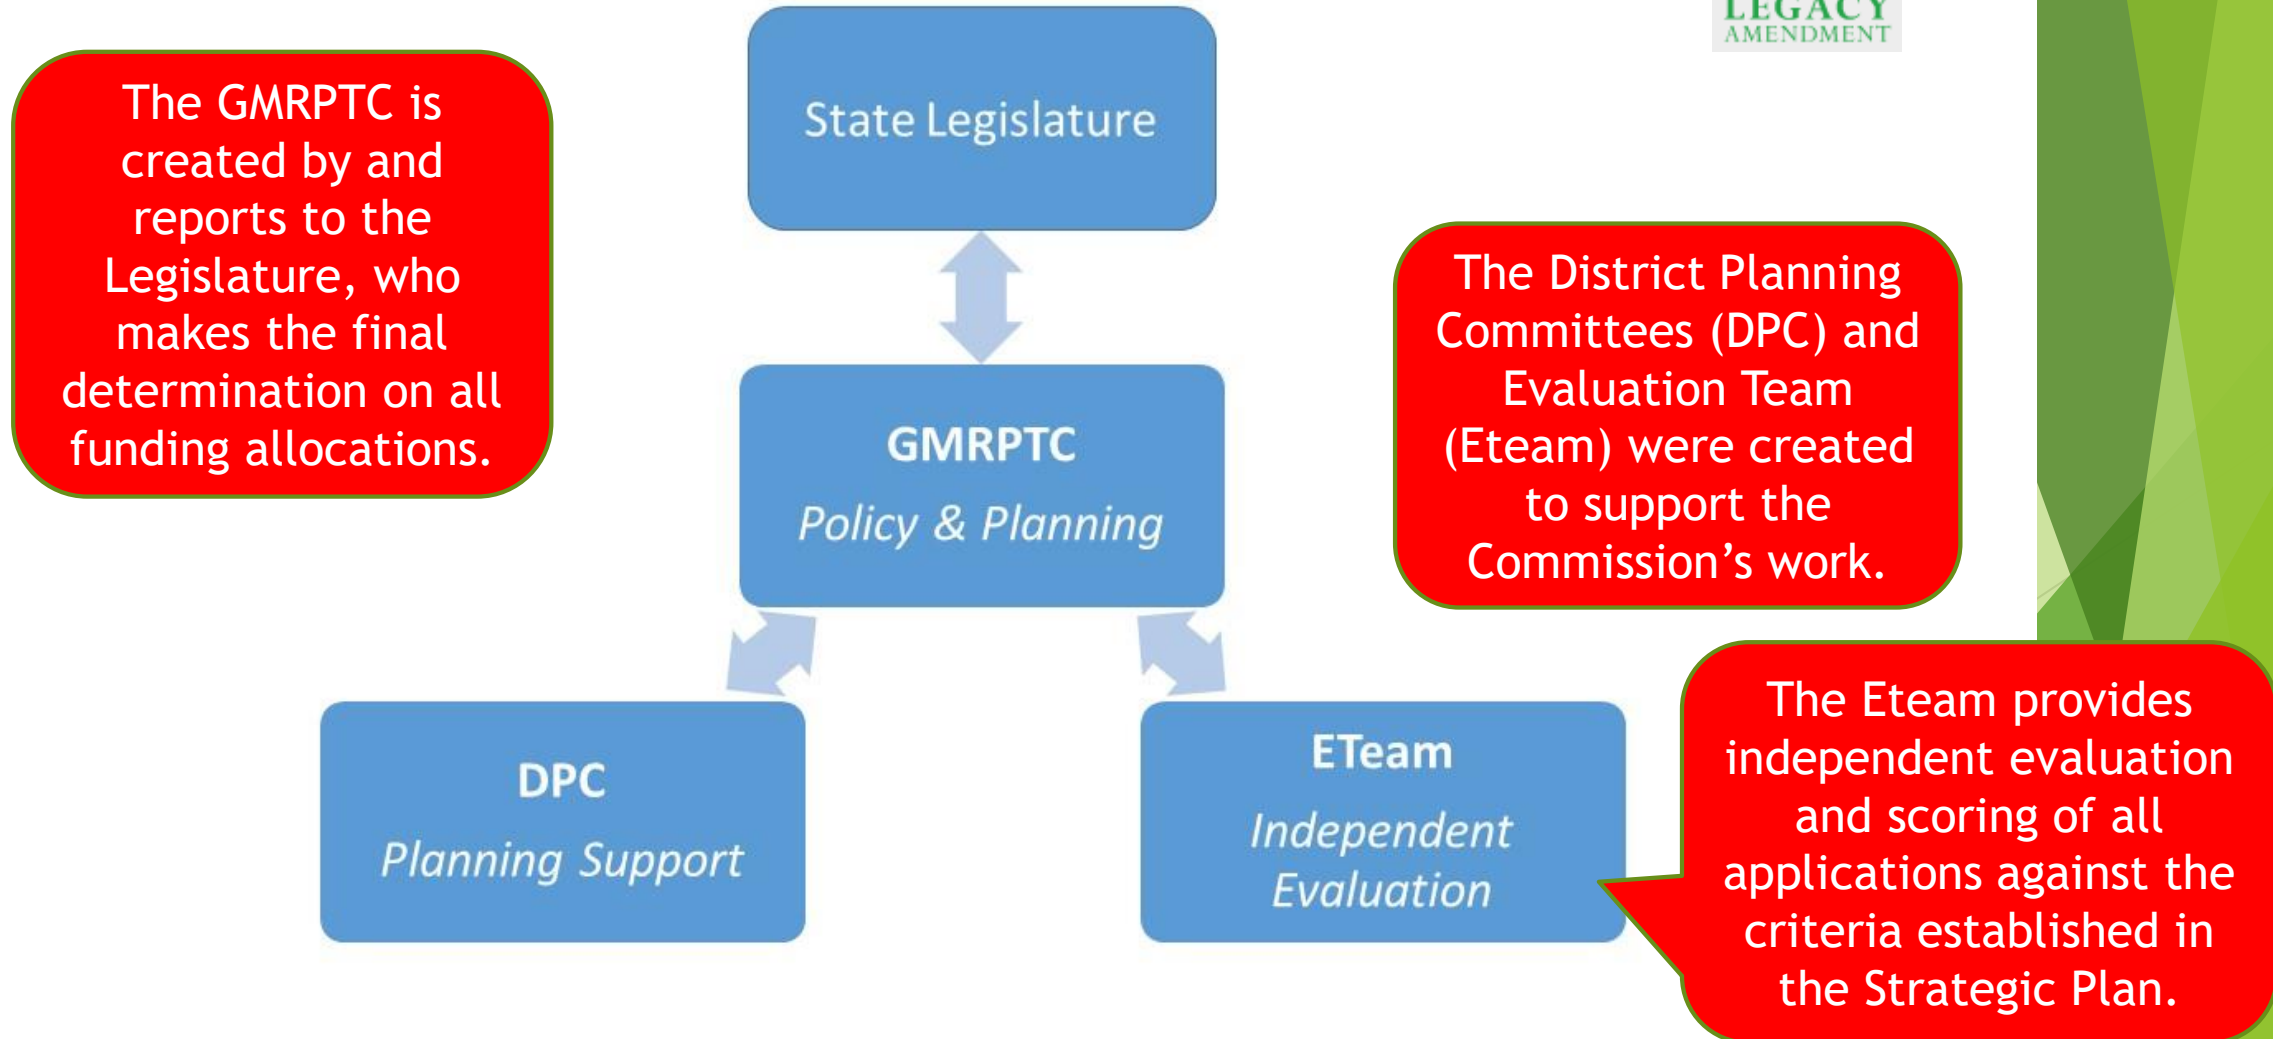 LEGACY
AMENDMENT
The GMRPTC is
created by and
reports to the
Legislature, who
makes the final
determination on all
funding allocations.
State Legislature
The District Planning
Committees (DPC) and
Evaluation Team
(Eteam) were created
to support the
Commission’s work.
GMRPTC
Policy & Planning
DPC
Planning Support
ETeam
Independent
Evaluation
The Eteam provides
independent evaluation
and scoring of all
applications against the
criteria established in
the Strategic Plan.